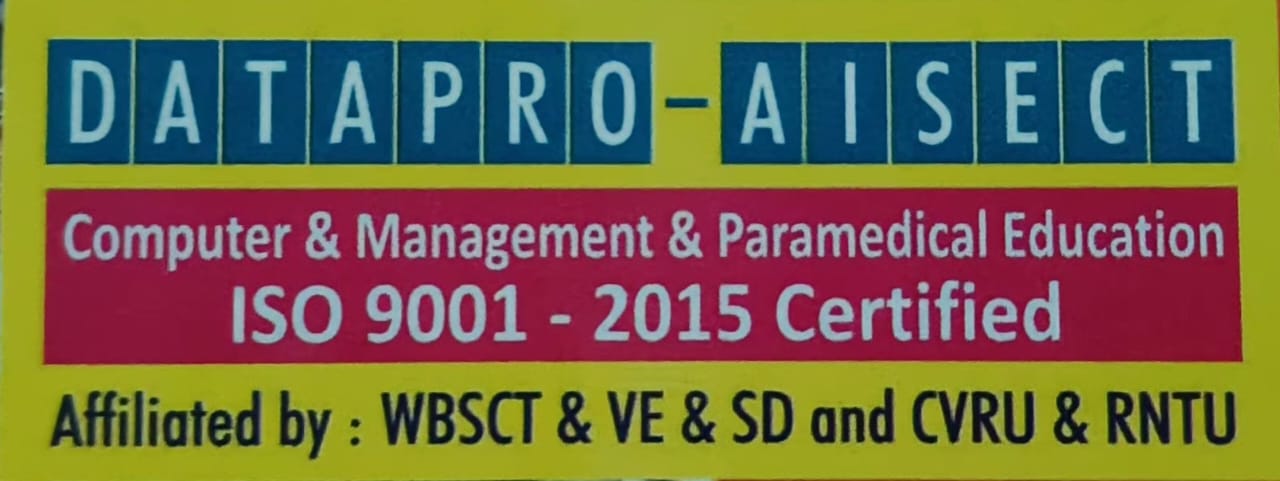 DATAPRO-AISECT
Computer & Management & Paramedical Education
ISO 9001 - 2015 Certified
Affiliated by : WBSCT & VE & SD and CVRU & RNTU